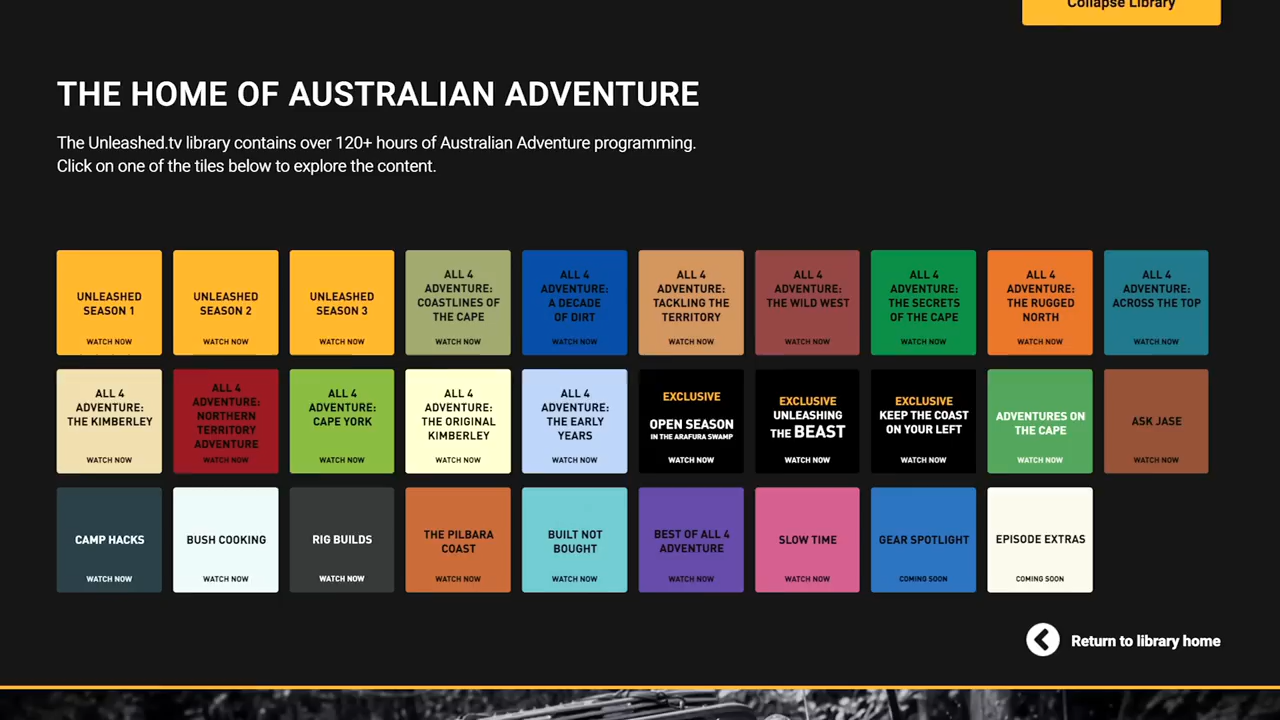 Collapse Library
THE HOME OF AUSTRALIAN ADVENTURE
The Unleashed.tv library contains over 120+ hours of Australian Adventure programming.
Click on one of the tiles below to explore the content.
UNLEASHED
SEASON 1
WATCH NOW
UNLEASHED
SEASON 2
WATCH NOW
UNLEASHED
SEASON 3
WATCH NOW
ALL 4
ADVENTURE:
COASTLINES OF
THE CAPE
WATCH NOW
ALL 4
ADVENTURE:
A DECADE
OF DIRT
WATCH NOW
ALL 4
ADVENTURE:
TACKLING THE
TERRITORY
WATCH NOW
ALL 4
ADVENTURE:
THE WILD WEST
WATCH NOW
ALL 4
ADVENTURE:
THE SECRETS
OF THE CAPE
WATCH NOW
ALL 4
ADVENTURE:
THE RUGGED
NORTH
WATCH NOW
ALL 4
ADVENTURE:
ACROSS THE TOP
WATCH NOW
ALL 4
ADVENTURE:
THE KIMBERLEY
WATCH NOW
ALL 4
ADVENTURE:
NORTHERN
TERRITORY
ADVENTURE
WATCH NOW
ALL 4
ADVENTURE:
CAPE YORK
WATCH NOW
ALL 4
ADVENTURE:
THE ORIGINAL
KIMBERLEY
WATCH NOW
ALL 4
ADVENTURE:
THE EARLY
YEARS
WATCH NOW
EXCLUSIVE
OPEN SEASON
IN THE ARAFURA SWAMP
WATCH NOW
EXCLUSIVE
UNLEASHING
THE BEAST
WATCH NOW
EXCLUSIVE
KEEP THE COAST
ON YOUR LEFT
WATCH NOW
ADVENTURES ON
THE CAPE
WATCH NOW
ASK JASE
WATCH NOW
CAMP HACKS
WATCH NOW
BUSH COOKING
WATCH NOW
RIG BUILDS
WATCH NOW
THE PILBARA
COAST
WATCH NOW
BUILT NOT
BOUGHT
WATCH NOW
BEST OF ALL 4
ADVENTURE
WATCH NOW
SLOW TIME
WATCH NOW
GEAR SPOTLIGHT
COMING SOON
EPISODE EXTRAS
COMING SOON
Return to library home